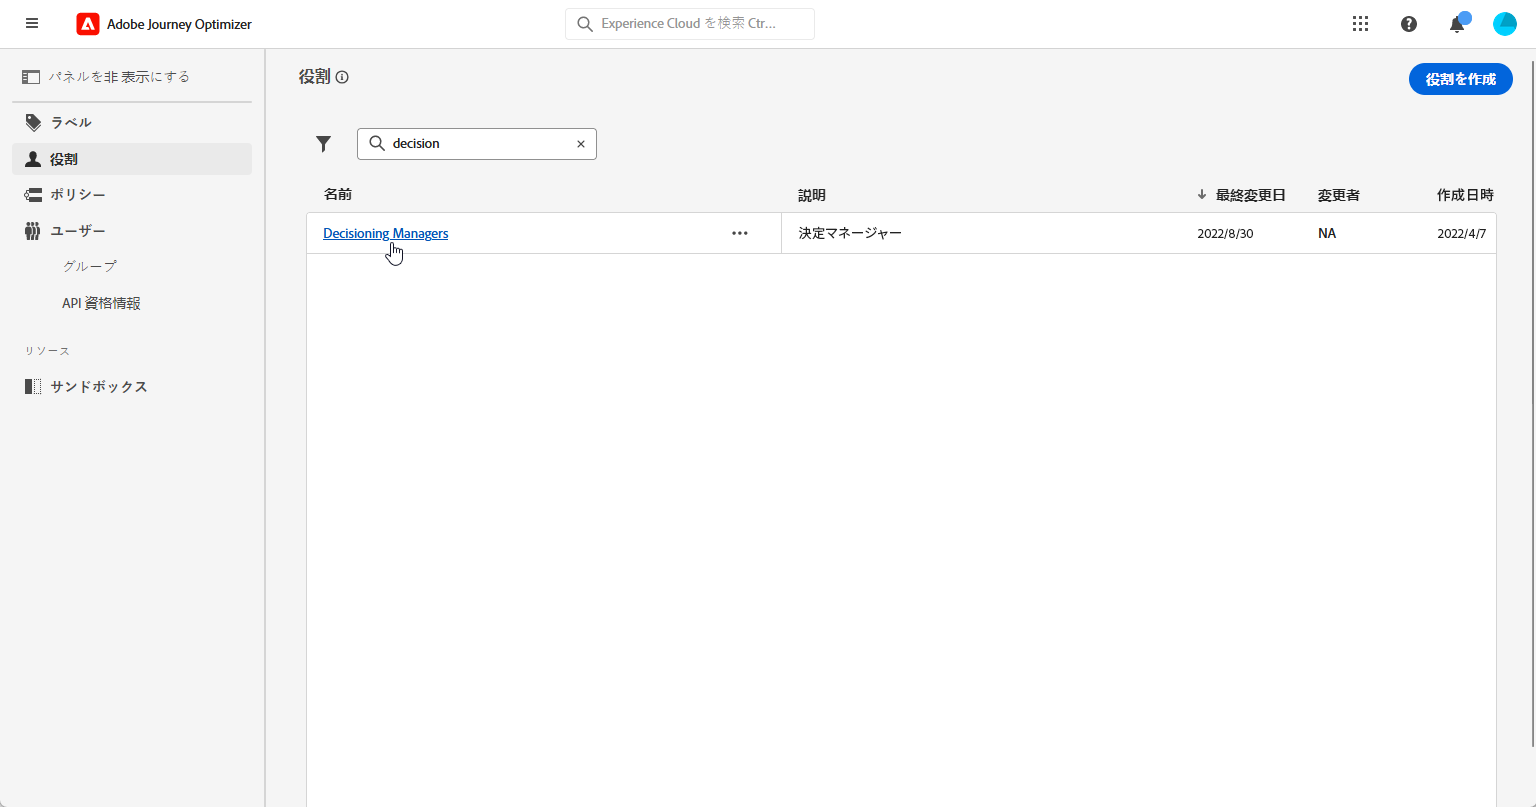 Adobe Journey Optimizer
Experience Cloud を検索 Ctr...
パネルを非表示にする
ラベル
役割
ポリシー
ユーザー
グループ
API 資格情報
リソース
サンドボックス
役割
役割を作成
decision
名前 説明 最終変更日 変更者 作成日時
Decisioning Managers 決定マネージャー 2022/8/30 NA 2022/4/7